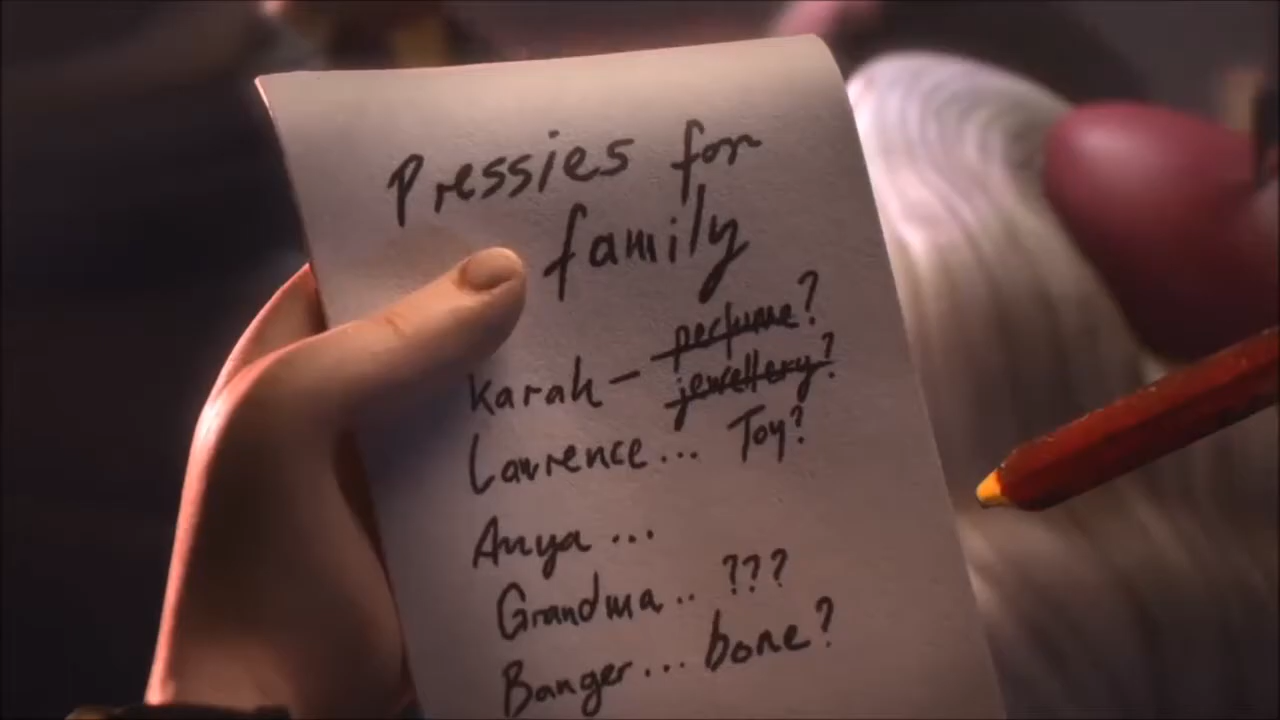 Pressies for
family
Karah – perfume?
jewellery?
Lawrence... Toy?
Anya ...
Grandma.. ???
Banger... bone?